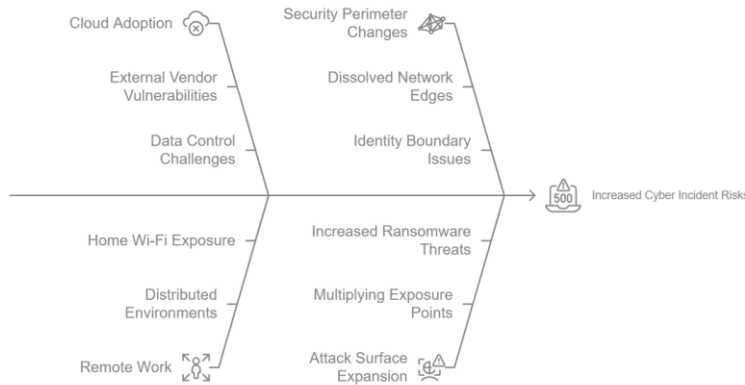 Cloud Adoption
External Vendor
Vulnerabilities
Data Control
Challenges
Security Perimeter
Changes
Dissolved Network
Edges
Identity Boundary
Issues
500
Increased Cyber Incident Risks
Home Wi-Fi Exposure
Distributed
Environments
Remote Work
Increased Ransomware
Threats
Multiplying Exposure
Points
Attack Surface
Expansion